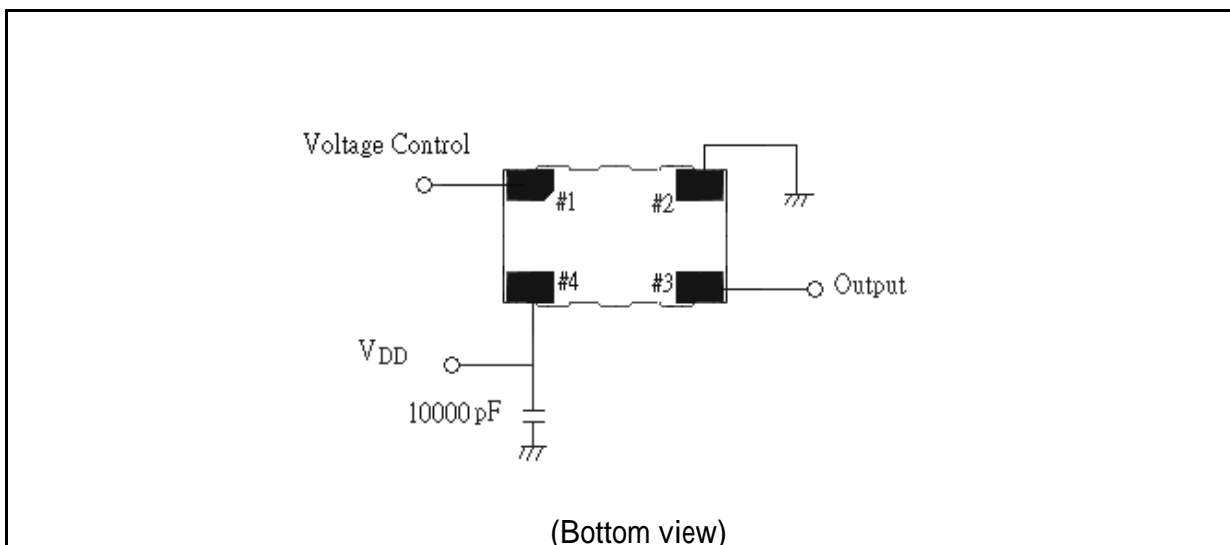 Voltage Control
#1
#2
#4
#3
Output
VDD
10000 pF
(Bottom view)